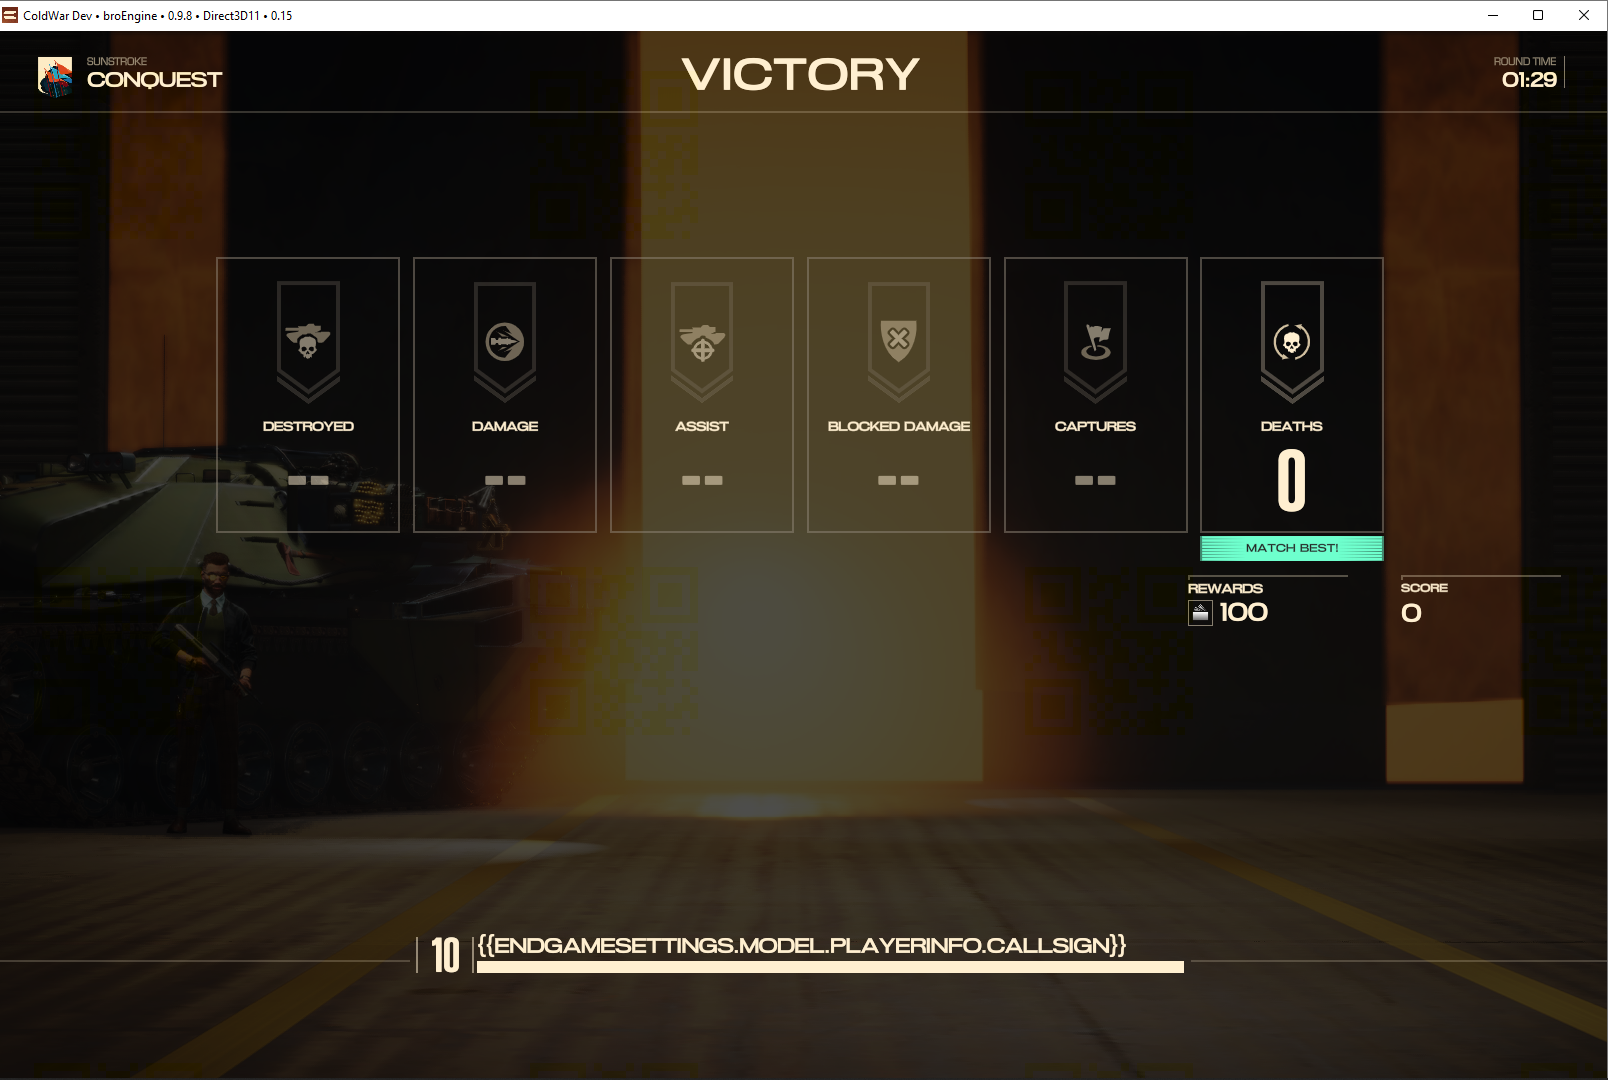 ColdWar Dev • broEngine • 0.9.8 • Direct3D11 • 0.15
SUNSTROKE
CONQUEST
VICTORY
ROUND TIME
01:29
DESTROYED
DAMAGE
ASSIST
BLOCKED DAMAGE
CAPTURES
DEATHS
0
MATCH BEST!
REWARDS
100
SCORE
0
10
{{ENDGAMESETTINGS.MODEL.PLAYERINFO.CALLSIGN}}